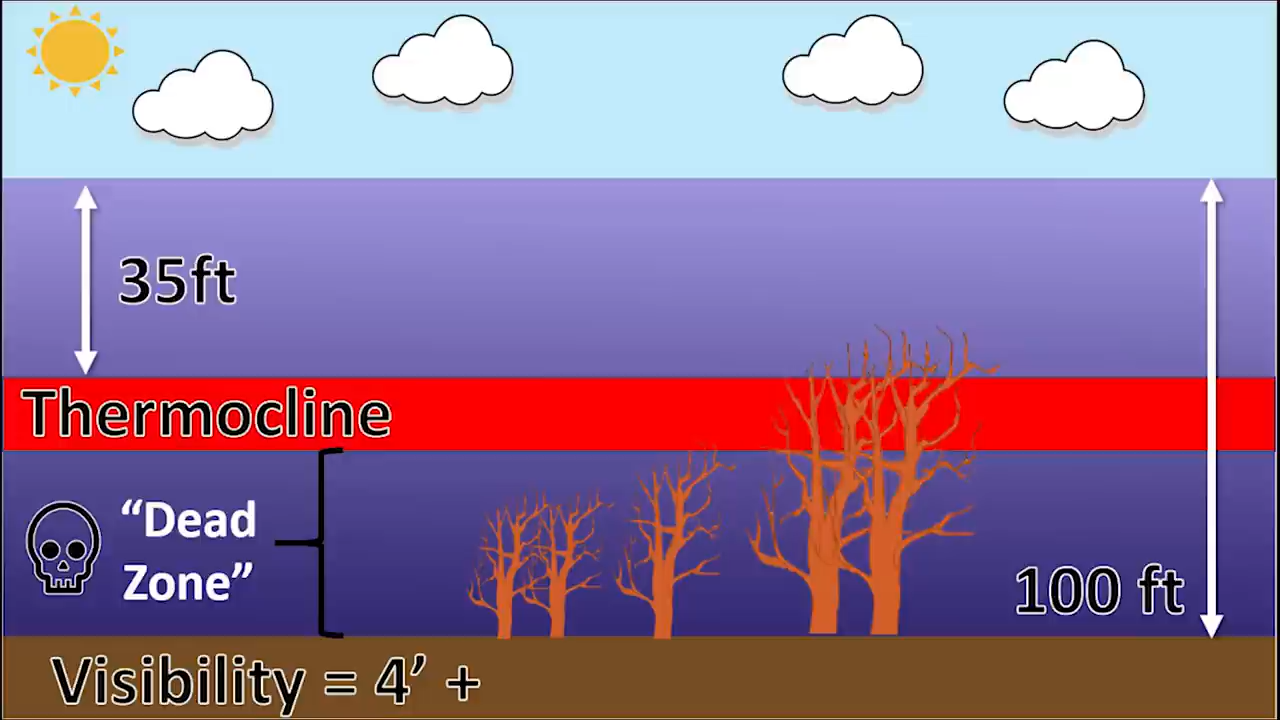 35ft
Thermocline
“Dead
Zone”
100 ft
Visibility = 4’ +